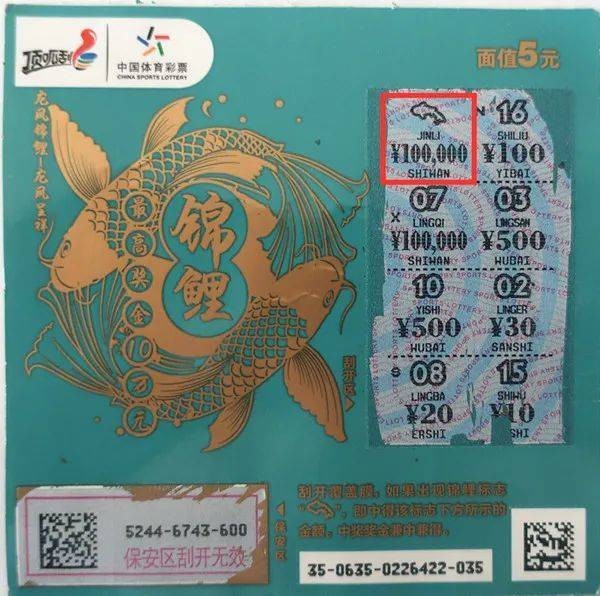 顶呱刮
中国体育彩票
CHINA SPORTS LOTTERY
面值5元
龙凤锦鲤-龙凤呈祥
锦鲤
最高奖金10万元
刮开区
JINLI
¥100,000
SHIWAN
16
SHILIU
¥100
YIBAI
07
LINGQI
¥100,000
SHIWAN
03
LINGSAN
¥500
WUBAI
10
YISHI
¥500
WUBAI
02
LINGER
¥30
SANSHI
08
LINGBA
¥20
ERSHI
15
SHIWU
¥10
SHI
刮开覆盖膜，如果出现锦鲤标志
“ ”，即中得该标志下方所示的
金额。中奖奖金兼中兼得。
保安区
5244-6743-600
保安区刮开无效
35-0635-0226422-035